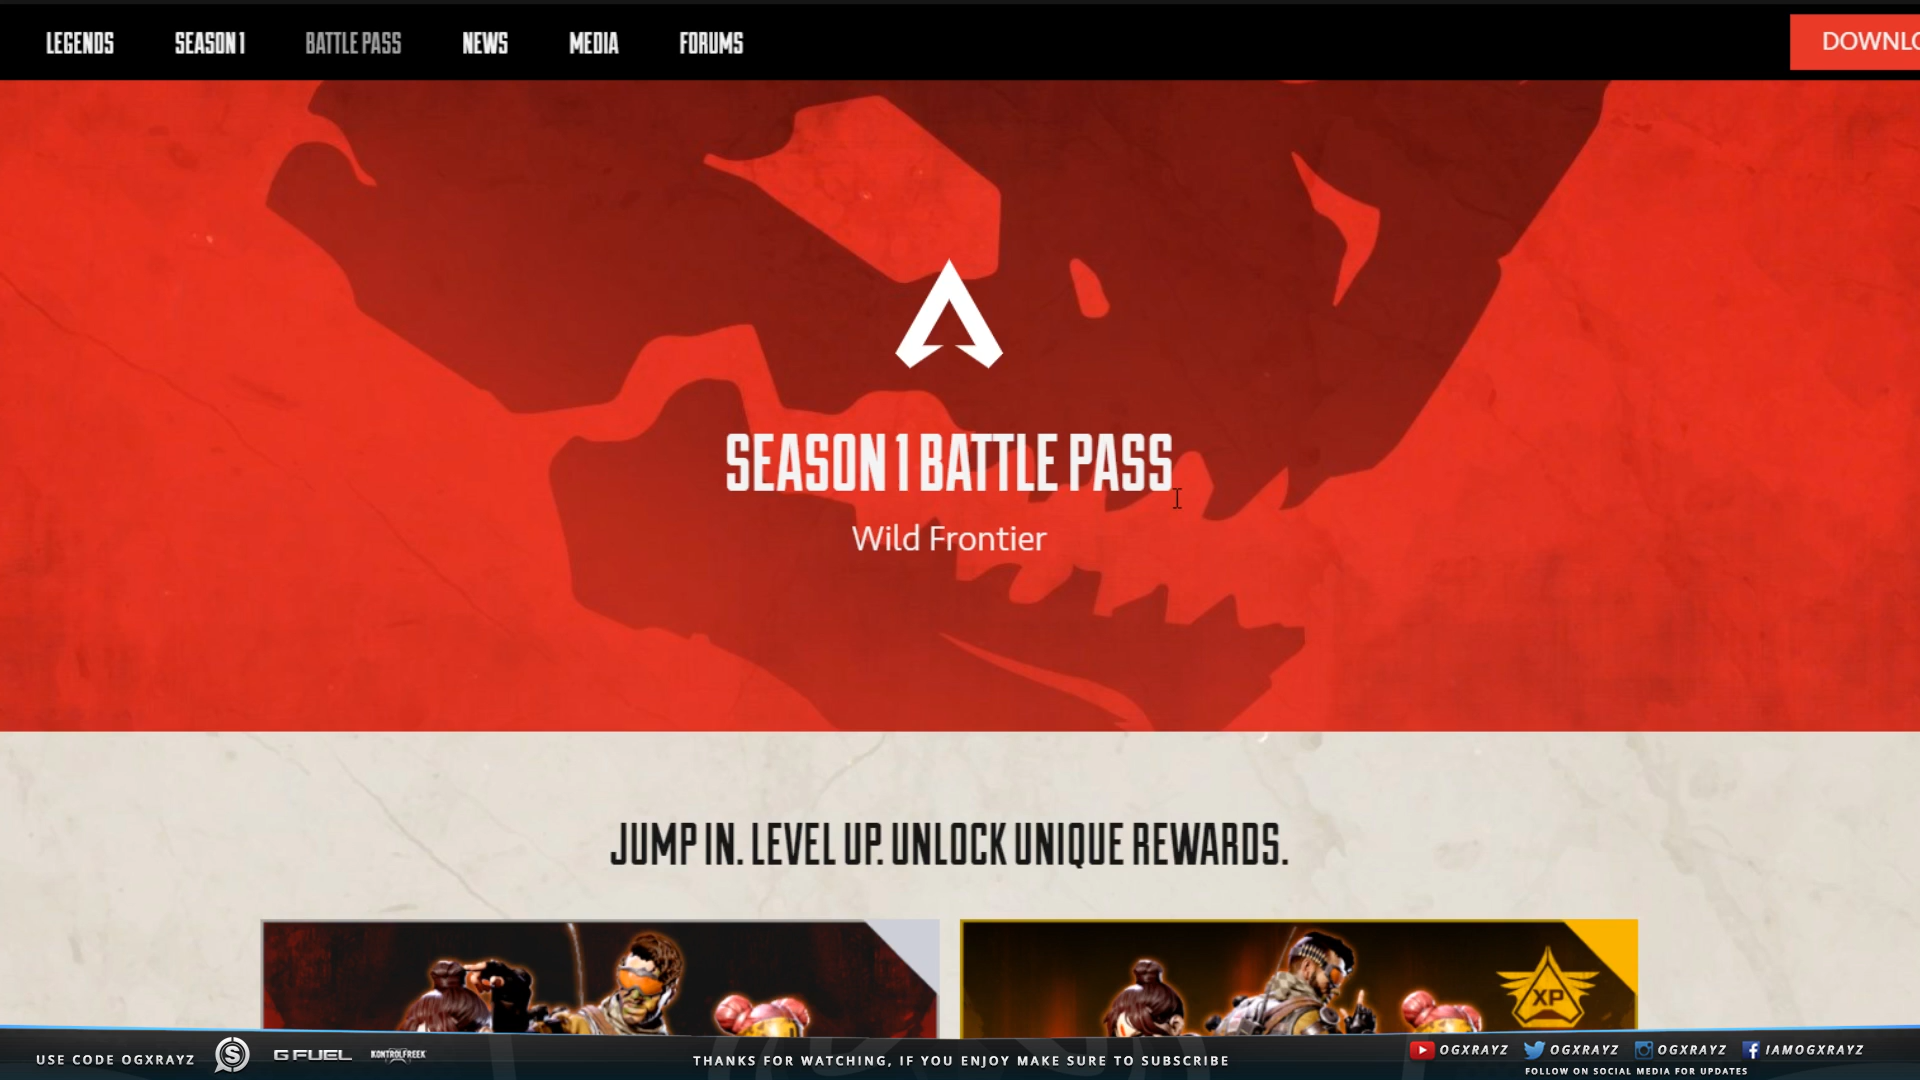 LEGENDS SEASON 1 BATTLE PASS NEWS MEDIA FORUMS DOWNLO
SEASON 1 BATTLE PASS
Wild Frontier
JUMP IN. LEVEL UP. UNLOCK UNIQUE REWARDS.
XP
USE CODE OGXRAYZ G FUEL KONTROLFREEK THANKS FOR WATCHING, IF YOU ENJOY MAKE SURE TO SUBSCRIBE OGXRAYZ OGXRAYZ OGXRAYZ IAMOGXRAYZ
FOLLOW ON SOCIAL MEDIA FOR UPDATES